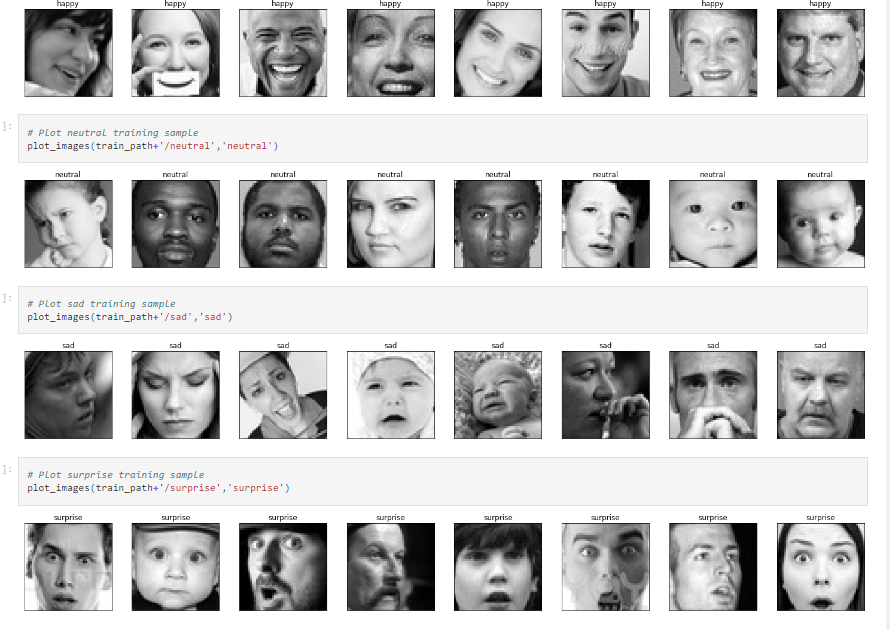 happy happy happy happy happy happy happy happy
]:
# Plot neutral training sample
plot_images(train_path+'/neutral','neutral')
neutral neutral neutral neutral neutral neutral neutral neutral
]:
# Plot sad training sample
plot_images(train_path+'/sad','sad')
sad sad sad sad sad sad sad sad
]:
# Plot surprise training sample
plot_images(train_path+'/surprise','surprise')
surprise surprise surprise surprise surprise surprise surprise surprise